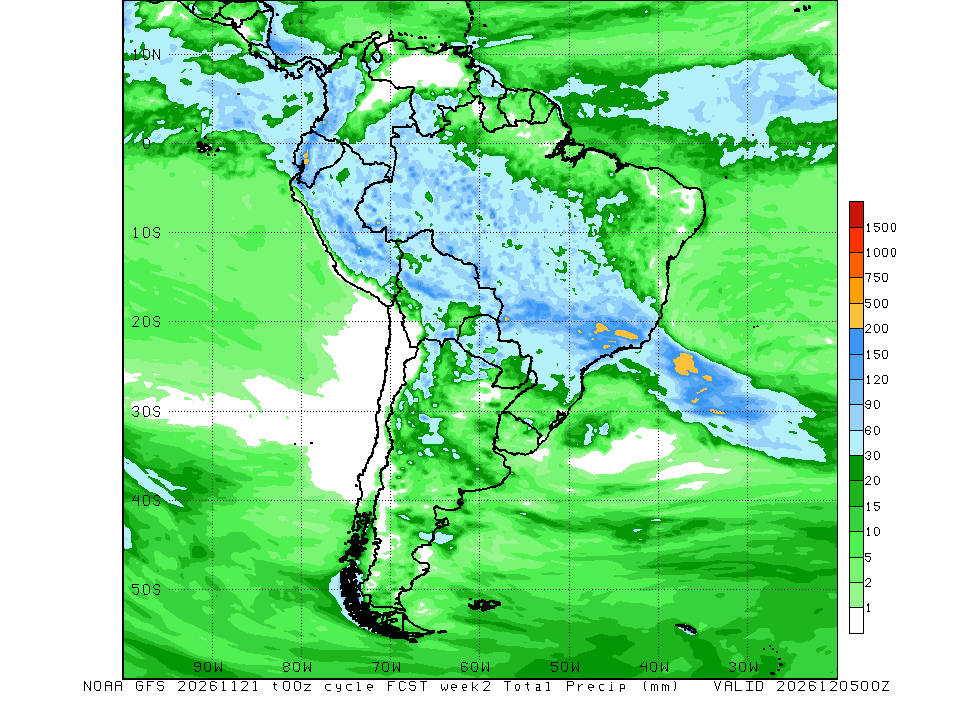 10N
0
10S
20S
30S
40S
50S
90W 80W 70W 60W 50W 40W 30W
1500
1000
750
500
200
150
120
90
60
30
20
15
10
5
2
1
NOAA GFS 20261121 t00z cycle FCST week2 Total Precip (mm) VALID 2026120500Z